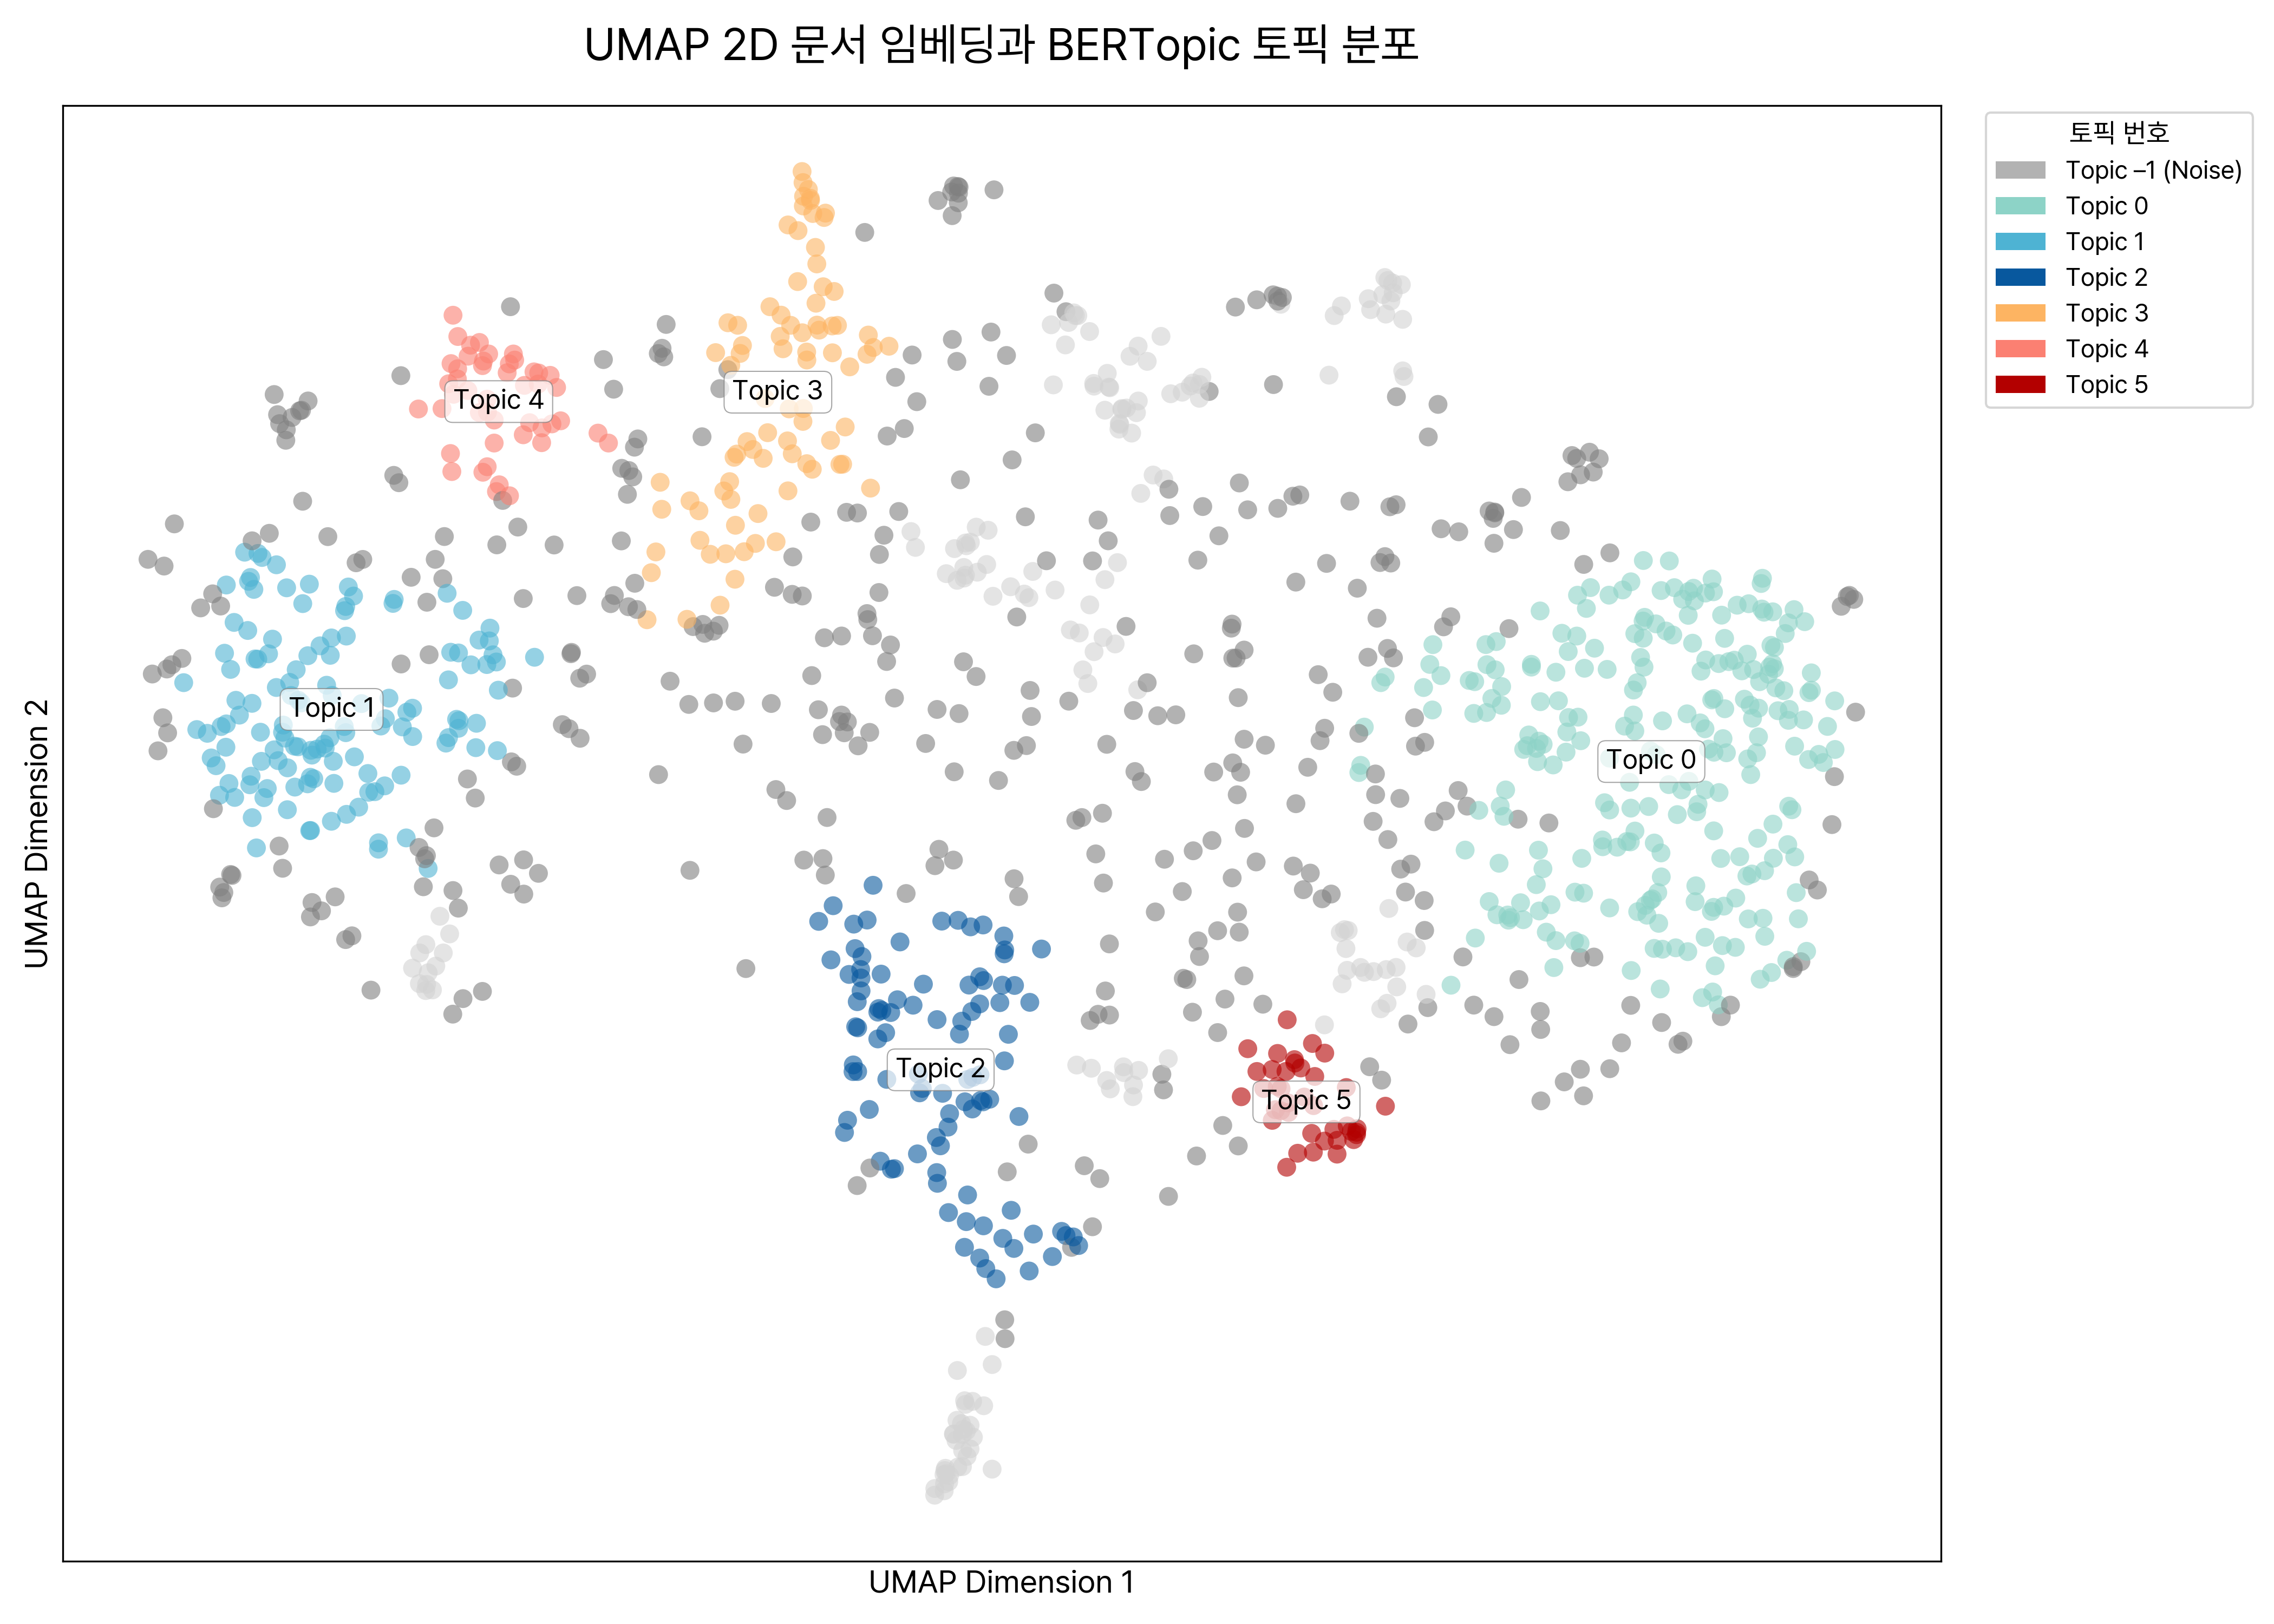 UMAP 2D 문서 임베딩과 BERTopic 토픽 분포
토픽 번호
Topic –1 (Noise)
Topic 0
Topic 1
Topic 2
Topic 3
Topic 4
Topic 5
Topic 3
Topic 4
Topic 1
Topic 0
Topic 2
Topic 5
UMAP Dimension 2
UMAP Dimension 1